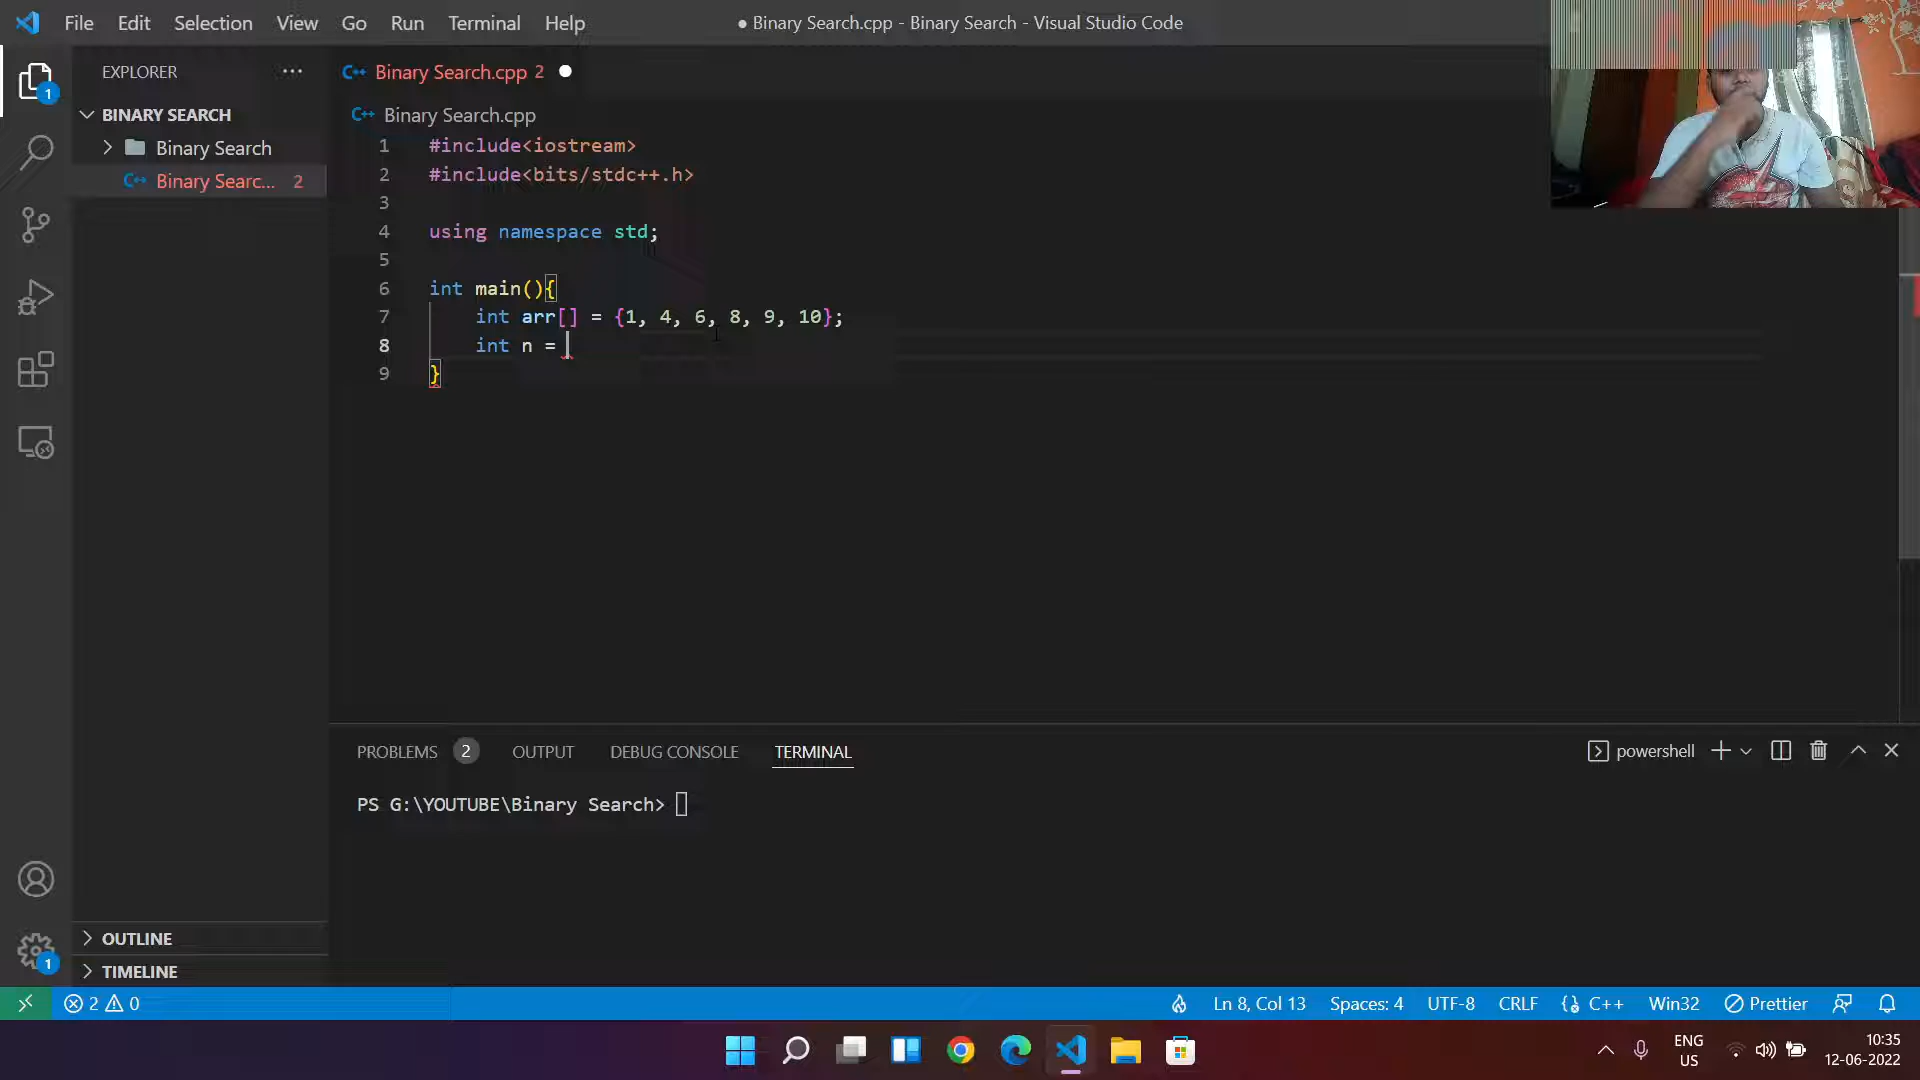 File Edit Selection View Go Run Terminal Help
● Binary Search.cpp - Binary Search - Visual Studio Code
EXPLORER
Binary Search.cpp 2
1
BINARY SEARCH
Binary Search
Binary Searc... 2
Binary Search.cpp
1 #include<iostream>
2 #include<bits/stdc++.h>
3
4 using namespace std;
5
6 int main(){
7 int arr[] = {1, 4, 6, 8, 9, 10};
8 int n =
9 }
PROBLEMS 2 OUTPUT DEBUG CONSOLE TERMINAL
powershell
PS G:\YOUTUBE\Binary Search>
OUTLINE
1
TIMELINE
2 0
Ln 8, Col 13 Spaces: 4 UTF-8 CRLF C++ Win32 Prettier
ENG
US
10:35
12-06-2022